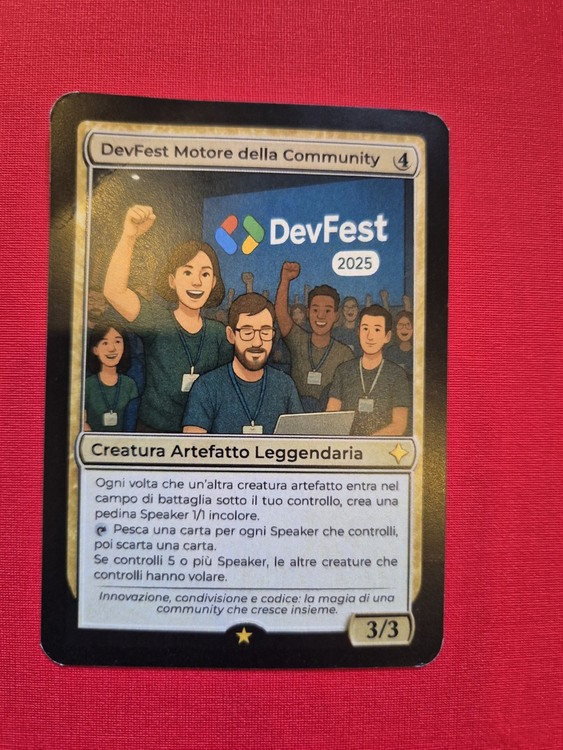 DevFest Motore della Community 4
DevFest
2025
Creatura Artefatto Leggendaria
Ogni volta che un'altra creatura artefatto entra nel
campo di battaglia sotto il tuo controllo, crea una
pedina Speaker 1/1 incolore.
Pesca una carta per ogni Speaker che controlli,
poi scarta una carta.
Se controlli 5 o più Speaker, le altre creature che
controlli hanno volare.
Innovazione, condivisione e codice: la magia di una
community che cresce insieme.
3/3